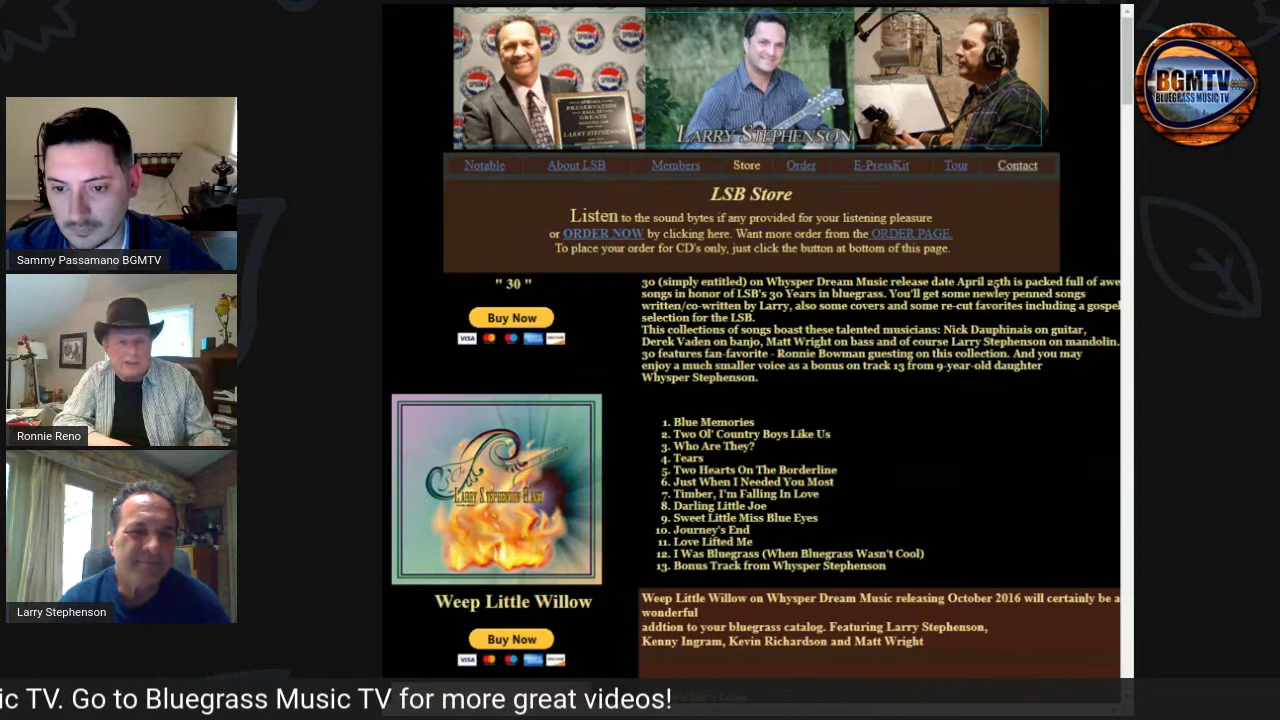 BGMTV
BLUEGRASS MUSIC TV
SPBGMA
PRESERVATION
HALL OF
GREATS
LARRY STEPHENSON
LARRY STEPHENSON
Notable About LSB Members Store Order E-PressKit Tour Contact
LSB Store
Listen to the sound bytes if any provided for your listening pleasure
or ORDER NOW by clicking here. Want more order from the ORDER PAGE.
To place your order for CD's only, just click the button at bottom of this page.
" 30 "
Buy Now
VISA
30 (simply entitled) on Whysper Dream Music release date April 25th is packed full of awe
songs in honor of LSB's 30 Years in bluegrass. You'll get some newley penned songs
written/co-written by Larry, also some covers and some re-cut favorites including a gospel
selection for the LSB.
This collections of songs boast these talented musicians: Nick Dauphinais on guitar,
Derek Vaden on banjo, Matt Wright on bass and of course Larry Stephenson on mandolin.
30 features fan-favorite - Ronnie Bowman guesting on this collection. And you may
enjoy a much smaller voice as a bonus on track 13 from 9-year-old daughter
Whysper Stephenson.
1. Blue Memories
2. Two Ol' Country Boys Like Us
3. Who Are They?
4. Tears
5. Two Hearts On The Borderline
6. Just When I Needed You Most
7. Timber, I'm Falling In Love
8. Darling Little Joe
9. Sweet Little Miss Blue Eyes
10. Journey's End
11. Love Lifted Me
12. I Was Bluegrass (When Bluegrass Wasn't Cool)
13. Bonus Track from Whysper Stephenson
LARRY STEPHENSON BAND
Weep Little Willow
Buy Now
VISA
Weep Little Willow on Whysper Dream Music releasing October 2016 will certainly be a
wonderful
addtion to your bluegrass catalog. Featuring Larry Stephenson,
Kenny Ingram, Kevin Richardson and Matt Wright
Sammy Passamano BGMTV
Ronnie Reno
Larry Stephenson
ic TV. Go to Bluegrass Music TV for more great videos!